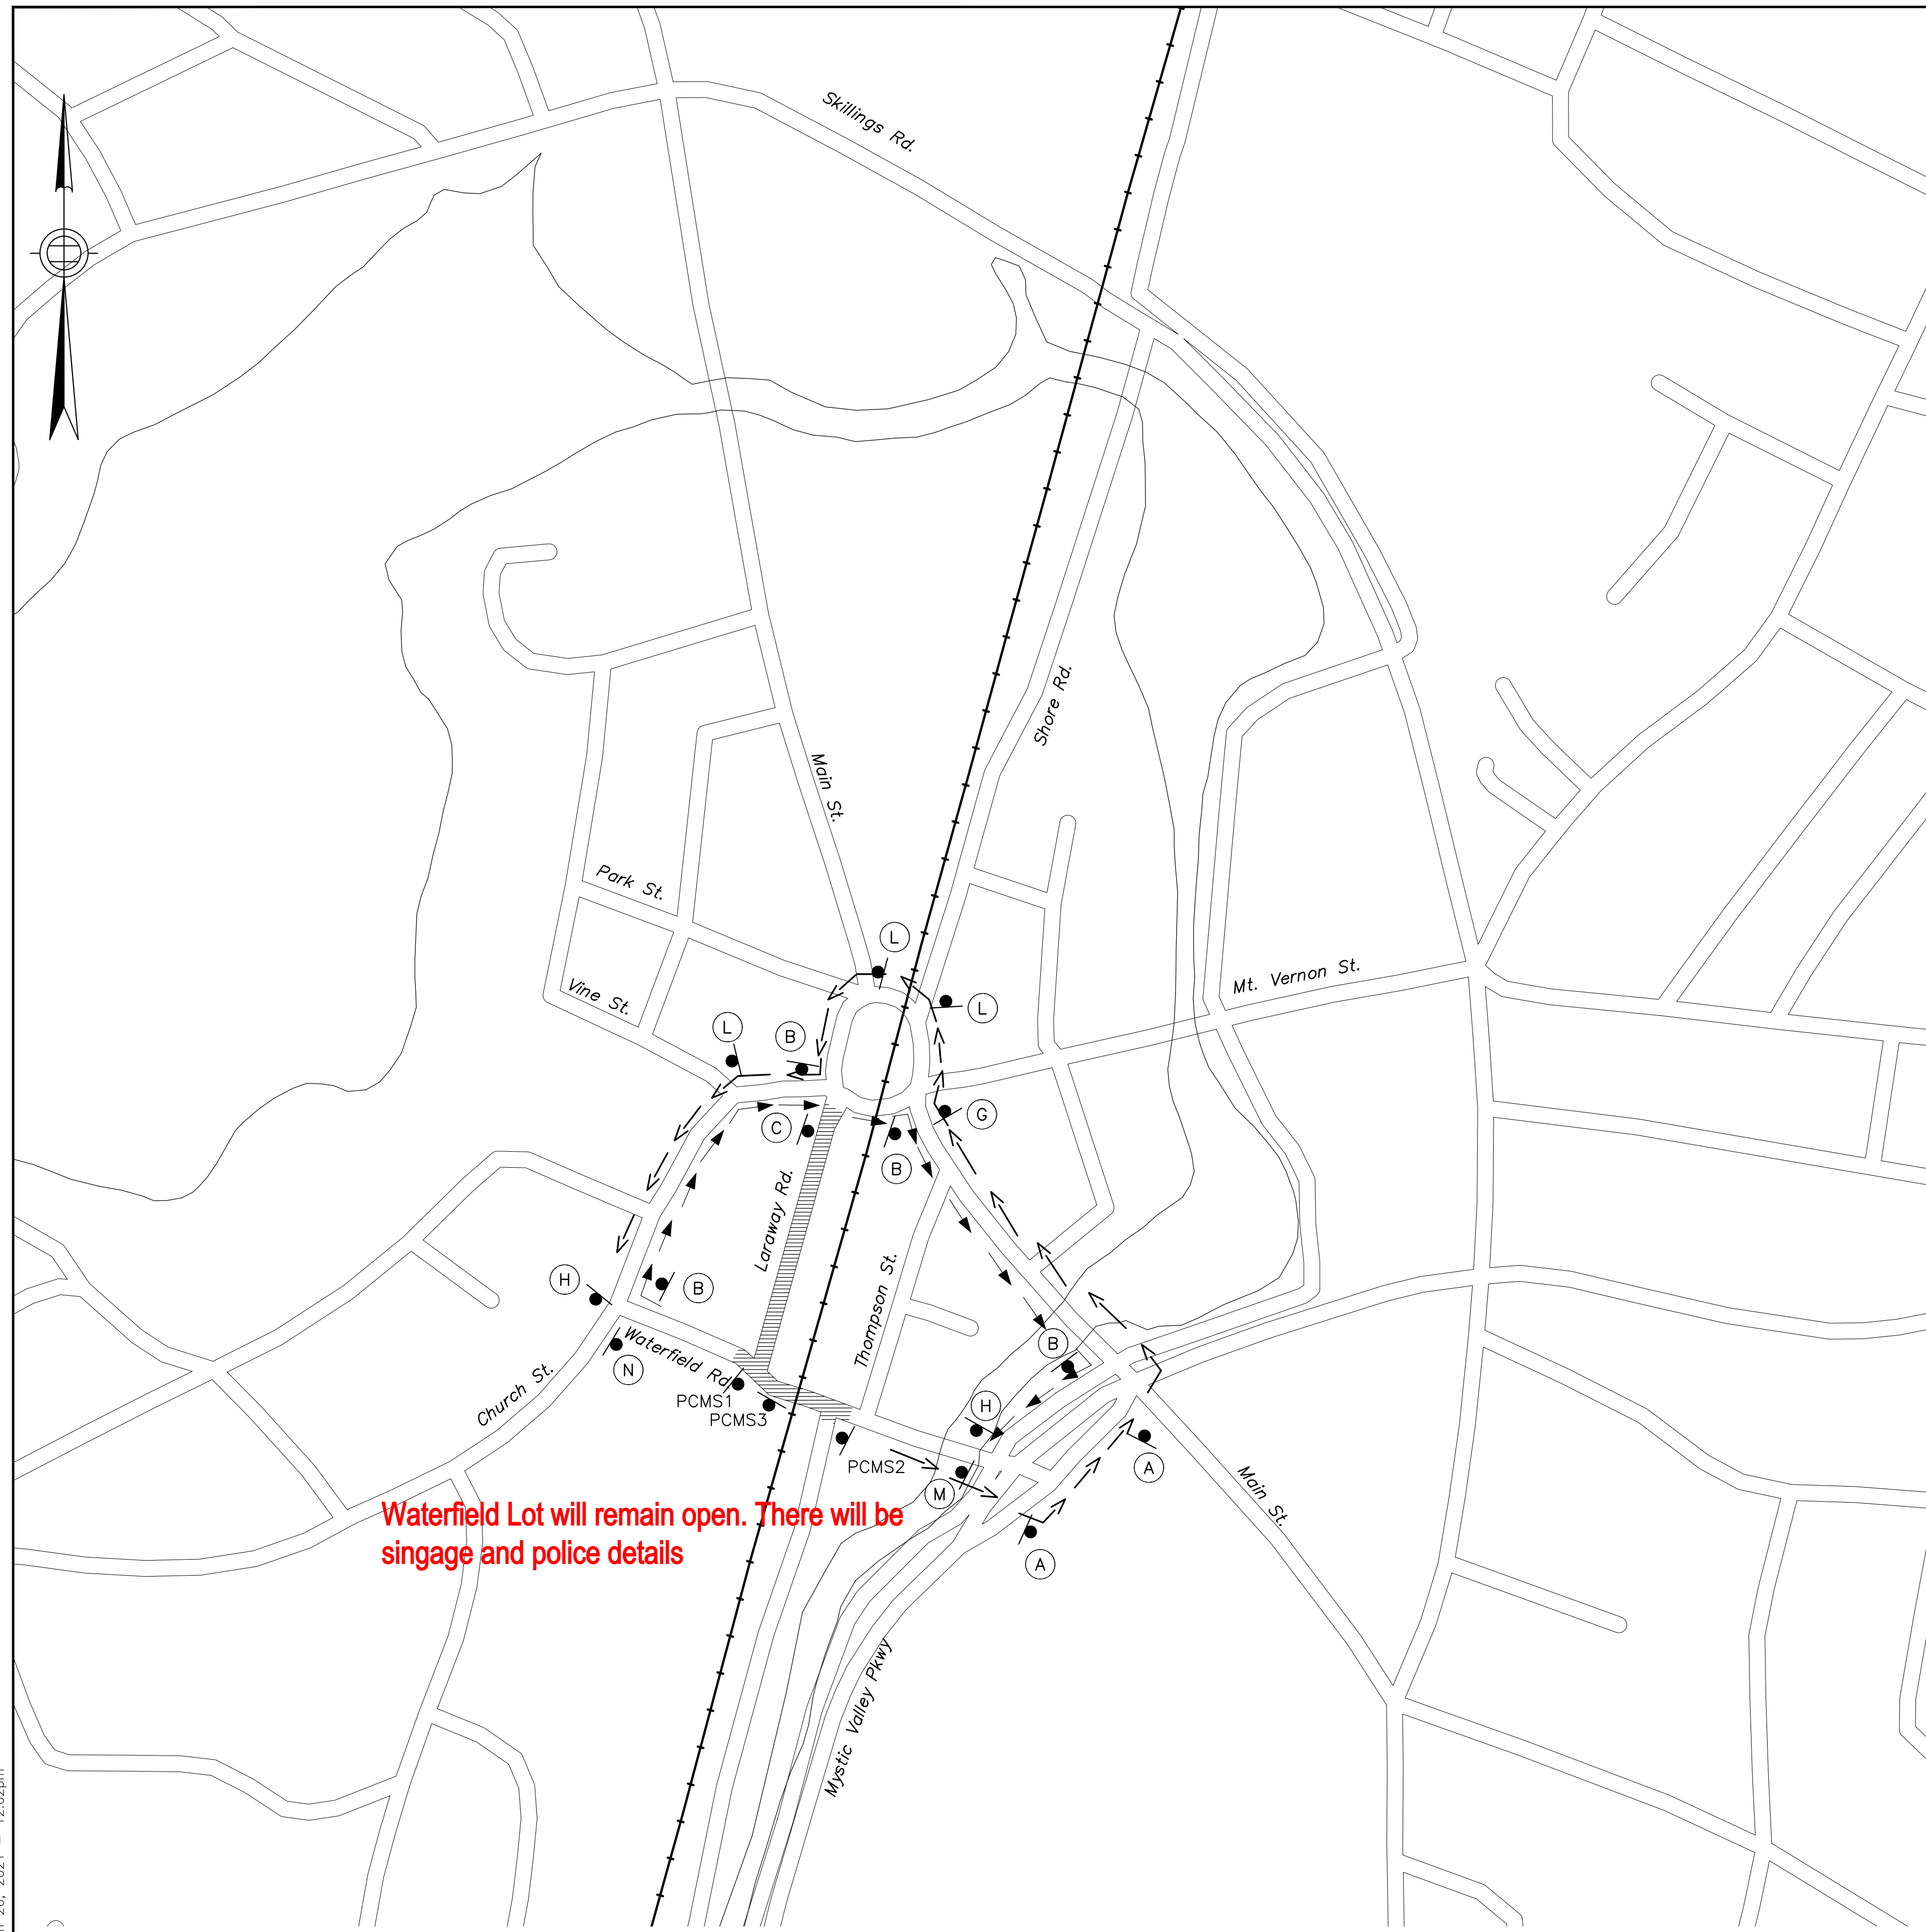 Skillings Rd.
Shore Rd.
Main St.
Park St.
L
Mt. Vernon St.
Vine St.
L
L
B
G
C
B
Laraway Rd.
Thompson St.
H
B
Waterfield Rd.
B
N
PCMS1
PCMS3
Church St.
H
PCMS2
A
M
Main St.
Waterfield Lot will remain open. There will be
singage and police details
A
Mystic Valley Pkwy